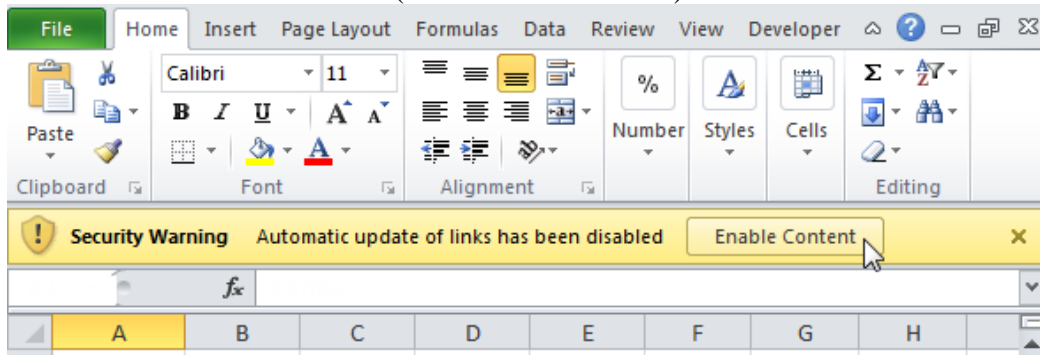 File Home Insert Page Layout Formulas Data Review View Developer
Calibri 11
Paste B I U A A Number Styles Cells
Clipboard Font Alignment Editing
Security Warning Automatic update of links has been disabled Enable Content
fx
A B C D E F G H